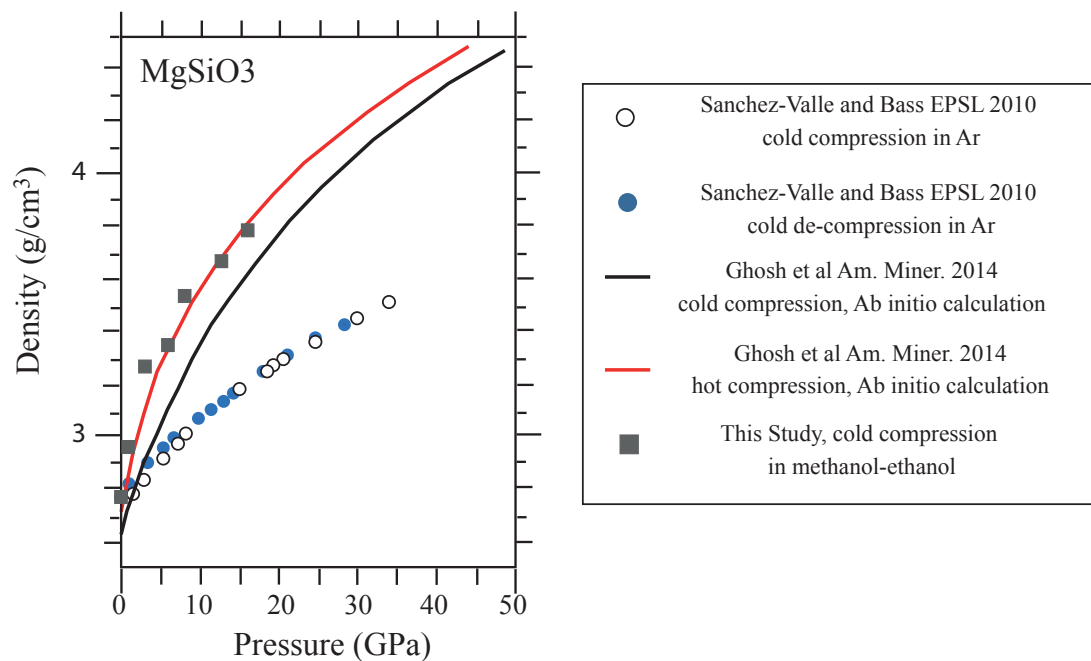 MgSiO3
4
3
Density (g/cm³)
0 10 20 30 40 50
Pressure (GPa)
Sanchez-Valle and Bass EPSL 2010
cold compression in Ar
Sanchez-Valle and Bass EPSL 2010
cold de-compression in Ar
Ghosh et al Am. Miner. 2014
cold compression, Ab initio calculation
Ghosh et al Am. Miner. 2014
hot compression, Ab initio calculation
This Study, cold compression
in methanol-ethanol